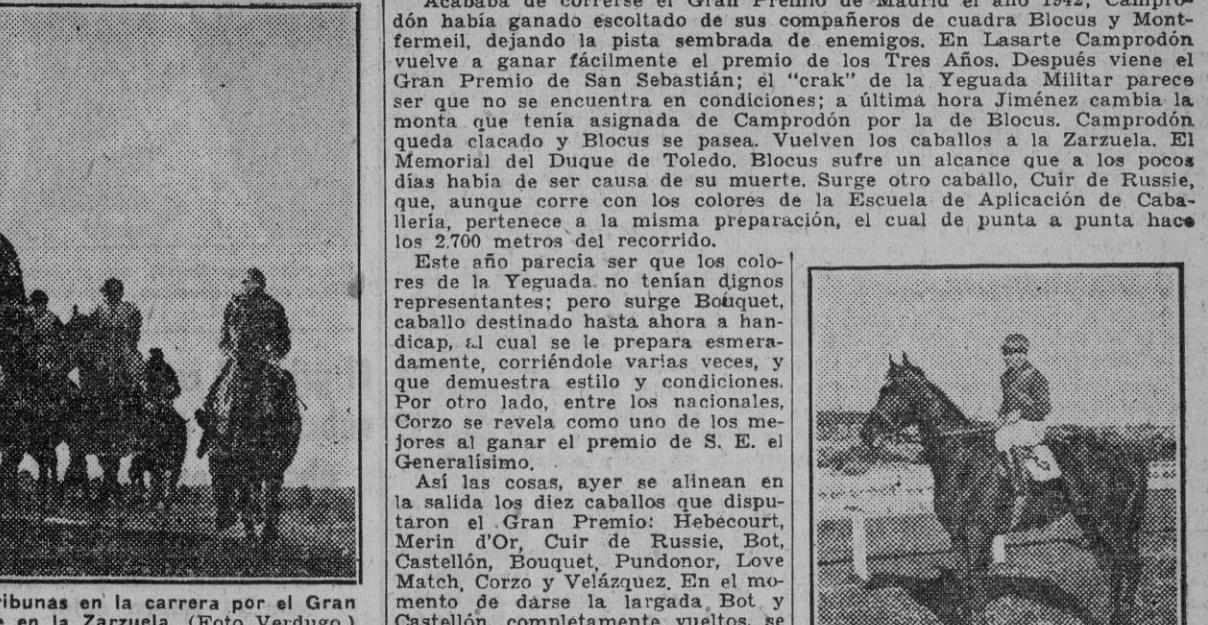 Acababa de correrse el Gran Premio de Madrid el año 1942, Campro-
dón había ganado escoltado de sus compañeros de cuadra Blocus y Mont-
fermeil, dejando la pista sembrada de enemigos. En Lasarte Camprodón
vuelve a ganar fácilmente el premio de los Tres Años. Después viene el
Gran Premio de San Sebastián; el "crak" de la Yeguada Militar parece
ser que no se encuentra en condiciones; a última hora Jiménez cambia la
monta que tenía asignada de Camprodón por la de Blocus. Camprodón
queda clacado y Blocus se pasea. Vuelven los caballos a la Zarzuela. El
Memorial del Duque de Toledo. Blocus sufre un alcance que a los pocos
días había de ser causa de su muerte. Surge otro caballo, Cuir de Russie,
que, aunque corre con los colores de la Escuela de Aplicación de Caba-
llería, pertenece a la misma preparación, el cual de punta a punta hace
los 2.700 metros del recorrido.
Este año parecía ser que los colo-
res de la Yeguada no tenían dignos
representantes; pero surge Bouquet,
caballo destinado hasta ahora a han-
dicap, al cual se le prepara esmera-
damente, corriéndole varias veces, y
que demuestra estilo y condiciones.
Por otro lado, entre los nacionales,
Corzo se revela como uno de los me-
jores al ganar el premio de S. E. el
Generalísimo.
Así las cosas, ayer se alinean en
la salida los diez caballos que dispu-
taron el Gran Premio: Hebécourt,
Merin d'Or, Cuir de Russie, Bot,
Castellón, Bouquet, Pundonor, Love
Match, Corzo y Velázquez. En el mo-
mento de darse la largada Bot y
Castellón, completamente vueltos, se
ribunas en la carrera por el Gran
en la Zarzuela. (Foto Verdugo.)